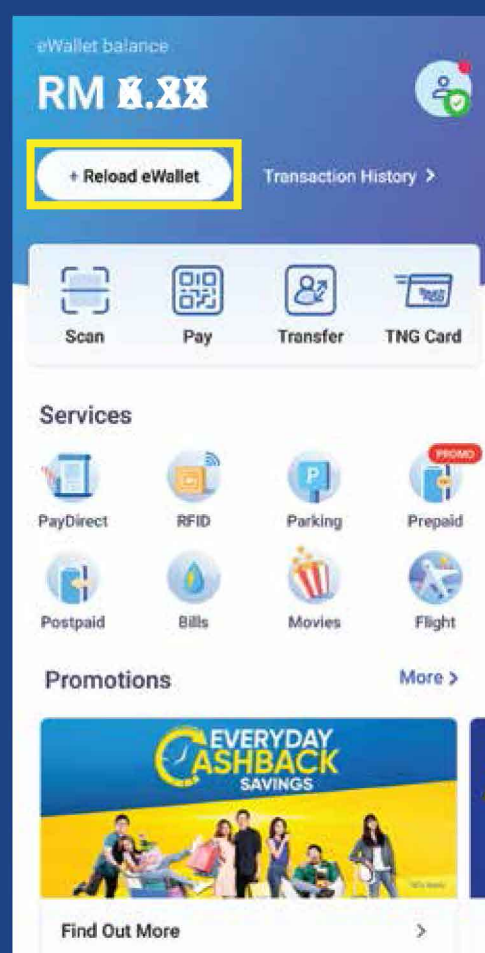 eWallet balance
RM
+ Reload eWallet
Transaction History >
Scan Pay Transfer TNG Card
Services
PROMO
PayDirect RFID Parking Prepaid
Postpaid Bills Movies Flight
Promotions
More >
EVERYDAY
CASHBACK
SAVINGS
Find Out More >